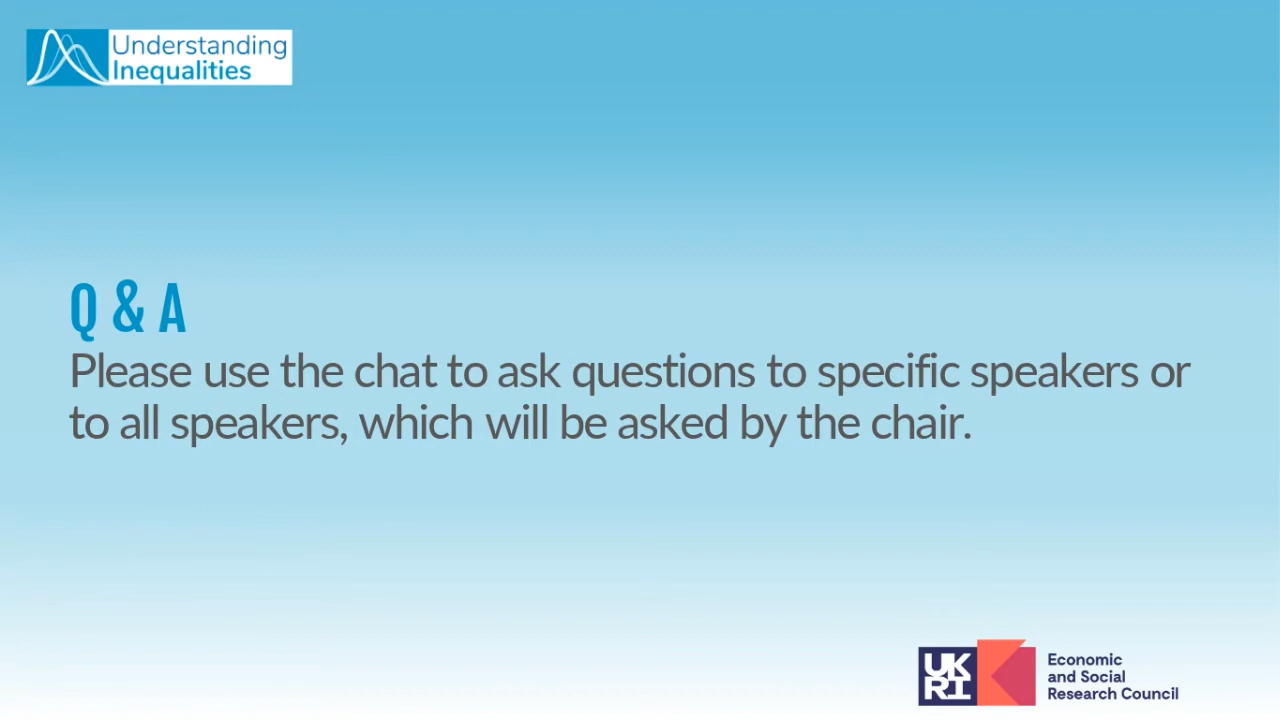 Understanding
Inequalities
Q & A
Please use the chat to ask questions to specific speakers or
to all speakers, which will be asked by the chair.
UK
RI
Economic
and Social
Research Council